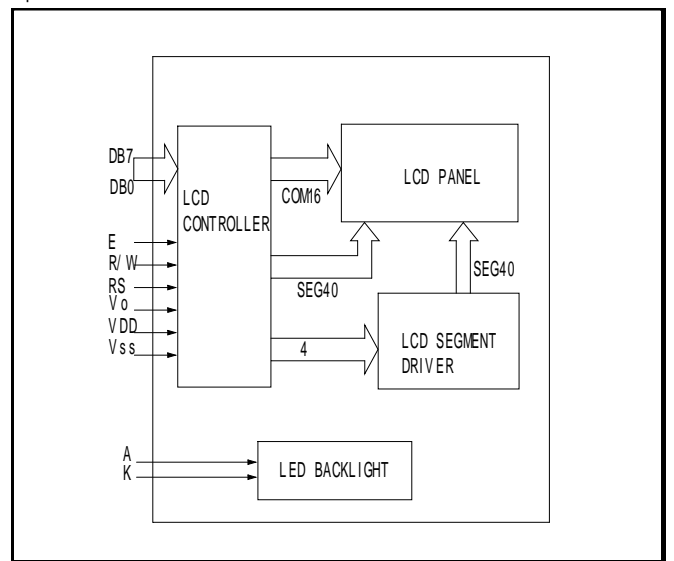 DB7
DB0
LCD
CONTROLLER
COM16
LCD PANEL
E
R/W
RS
Vo
VDD
Vss
SEG40
SEG40
4
LCD SEGMENT
DRIVER
A
K
LED BACKLIGHT